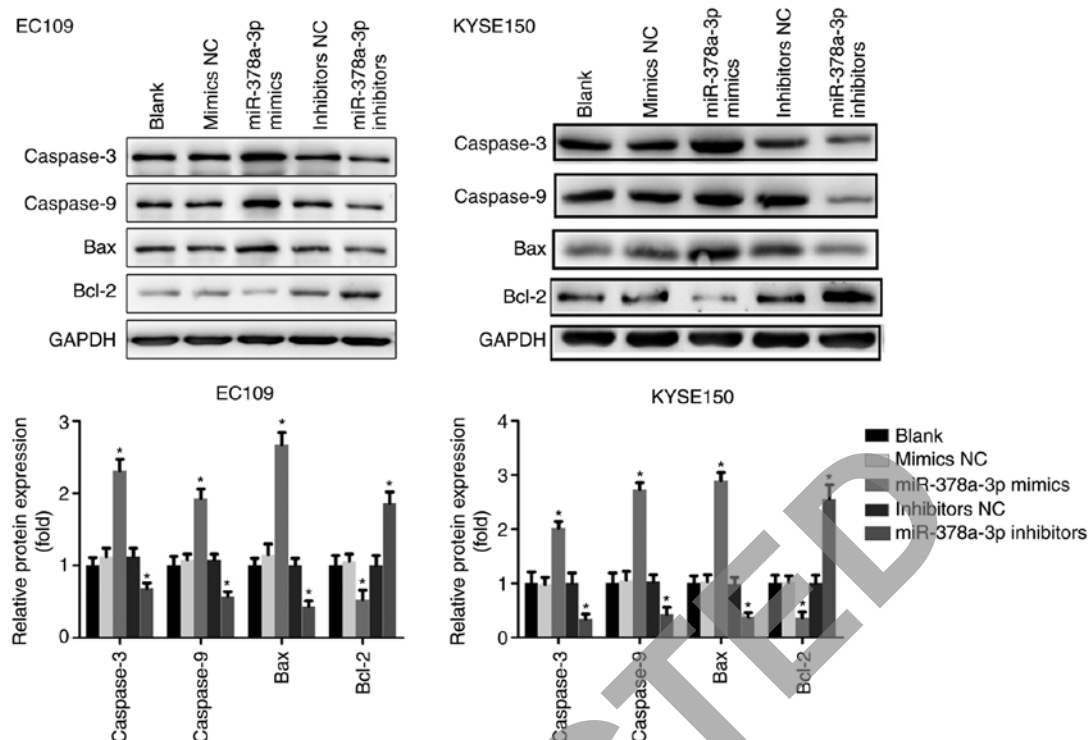 EC109
Blank
Mimics NC
miR-378a-3p
mimics
Inhibitors NC
miR-378a-3p
inhibitors
Caspase-3
Caspase-9
Bax
Bcl-2
GAPDH
KYSE150
Blank
Mimics NC
miR-378a-3p
mimics
Inhibitors NC
miR-378a-3p
inhibitors
Caspase-3
Caspase-9
Bax
Bcl-2
GAPDH
EC109
Relative protein expression
(fold)
3
2
1
0
* * * * * * * *
Caspase-3
Caspase-9
Bax
Bcl-2
KYSE150
Relative protein expression
(fold)
4
3
2
1
0
* * * * * * * *
Caspase-3
Caspase-9
Bax
Bcl-2
Blank
Mimics NC
miR-378a-3p mimics
Inhibitors NC
miR-378a-3p inhibitors
STED